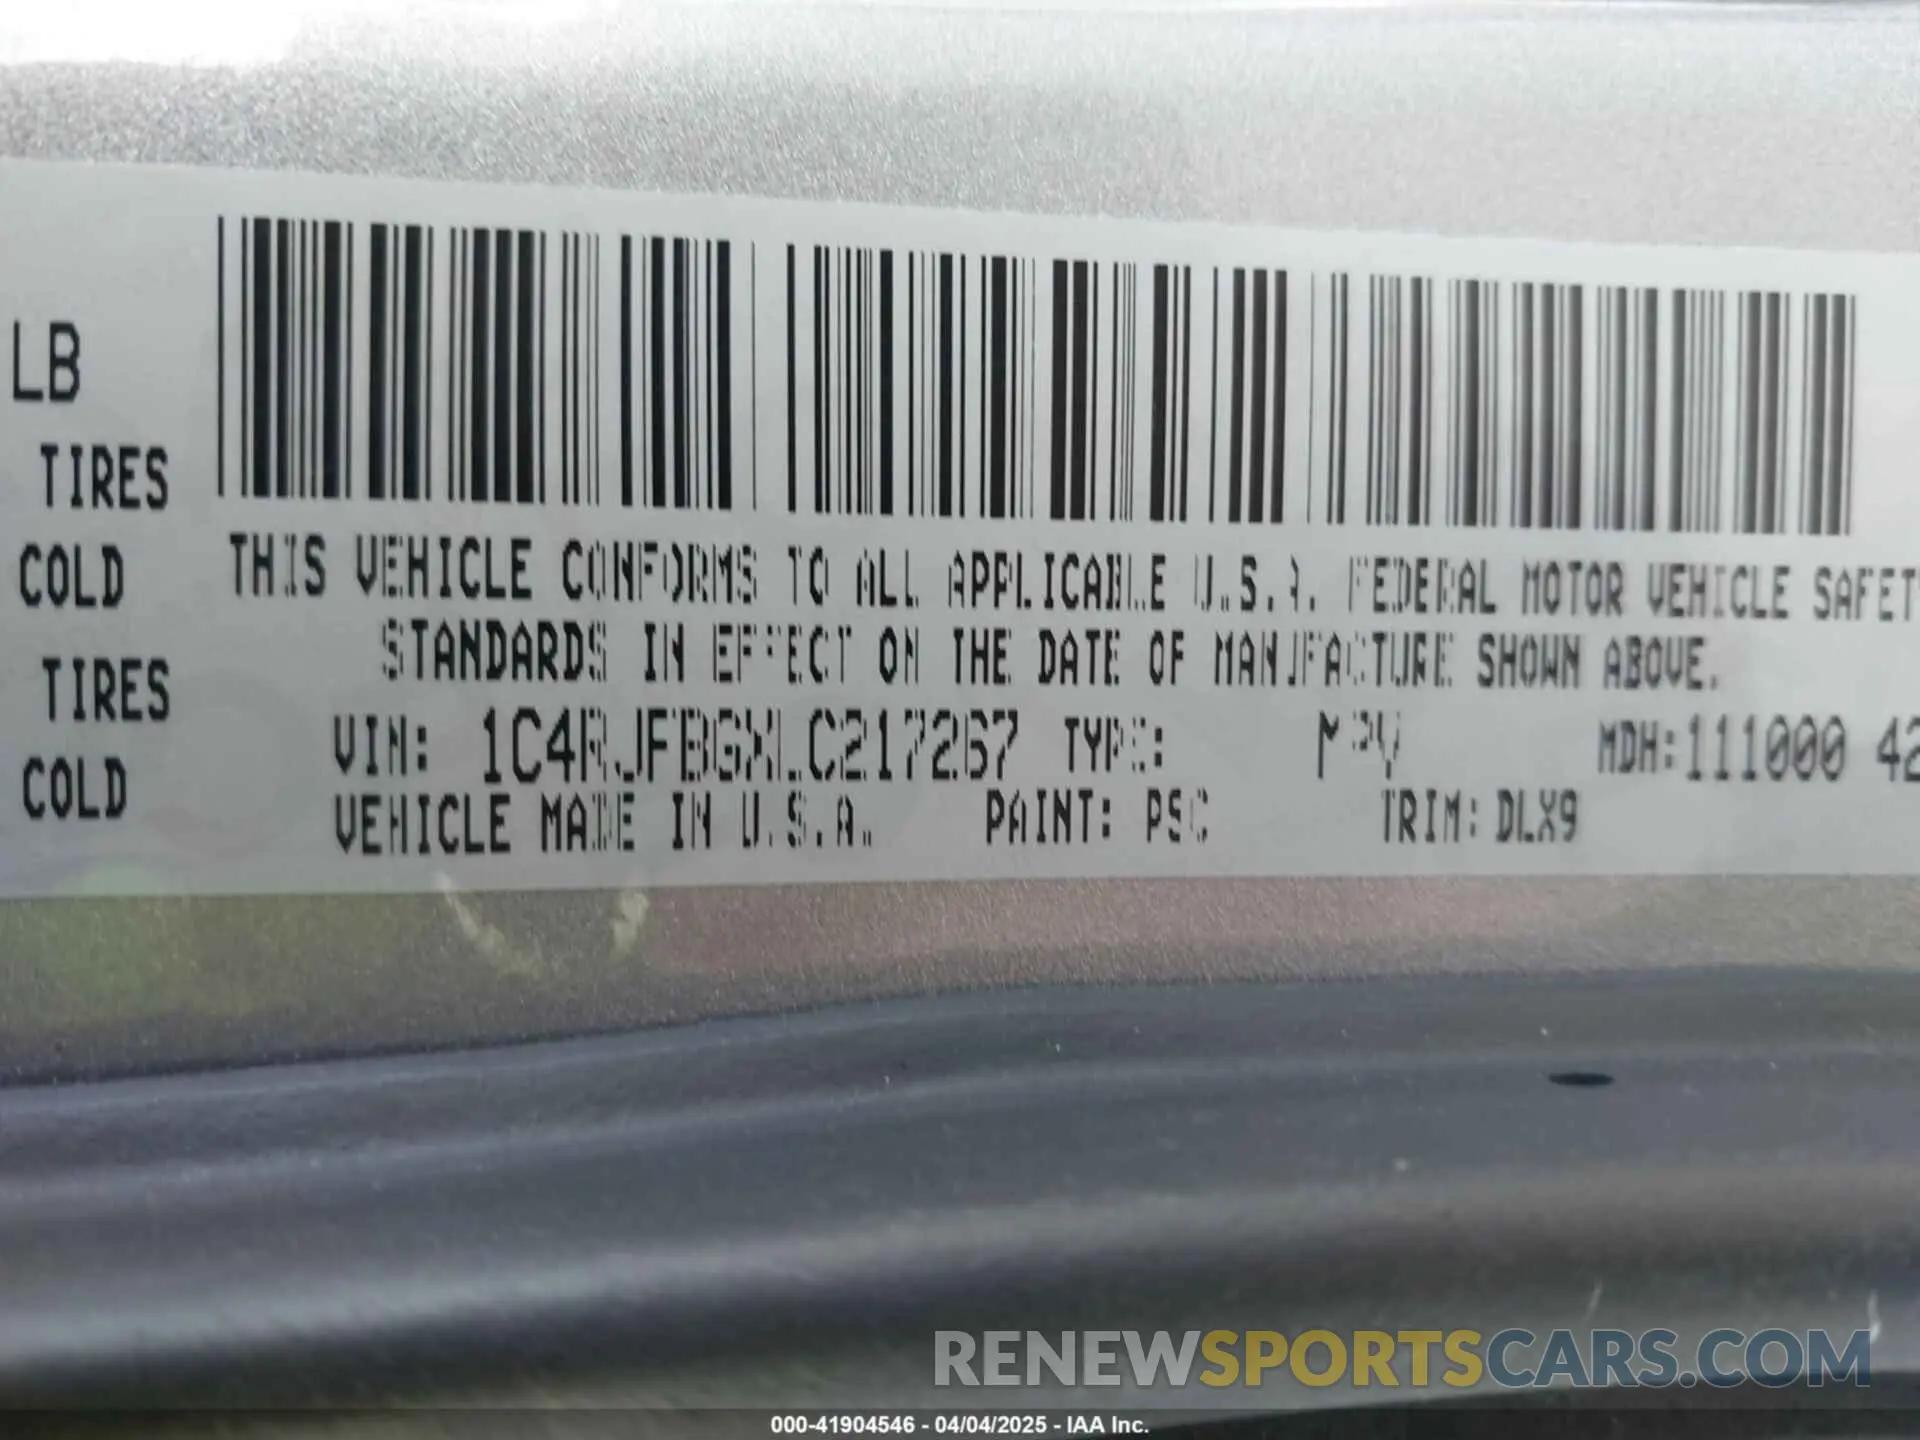 LB
TIRES
COLD
TIRES
COLD
THIS VEHICLE CONFORMS TO ALL APPLICABLE U.S.A. FEDERAL MOTOR VEHICLE SAFET
STANDARDS IN EFFECT ON THE DATE OF MANUFACTURE SHOWN ABOVE.
VIN: 1C4RJFBGXLC217267 TYPE: MPV MDH:111000 42
VEHICLE MADE IN U.S.A. PAINT: PSC TRIM: DLX9
RENEWSPORTSCARS.COM
000-41904546 - 04/04/2025 - IAA Inc.